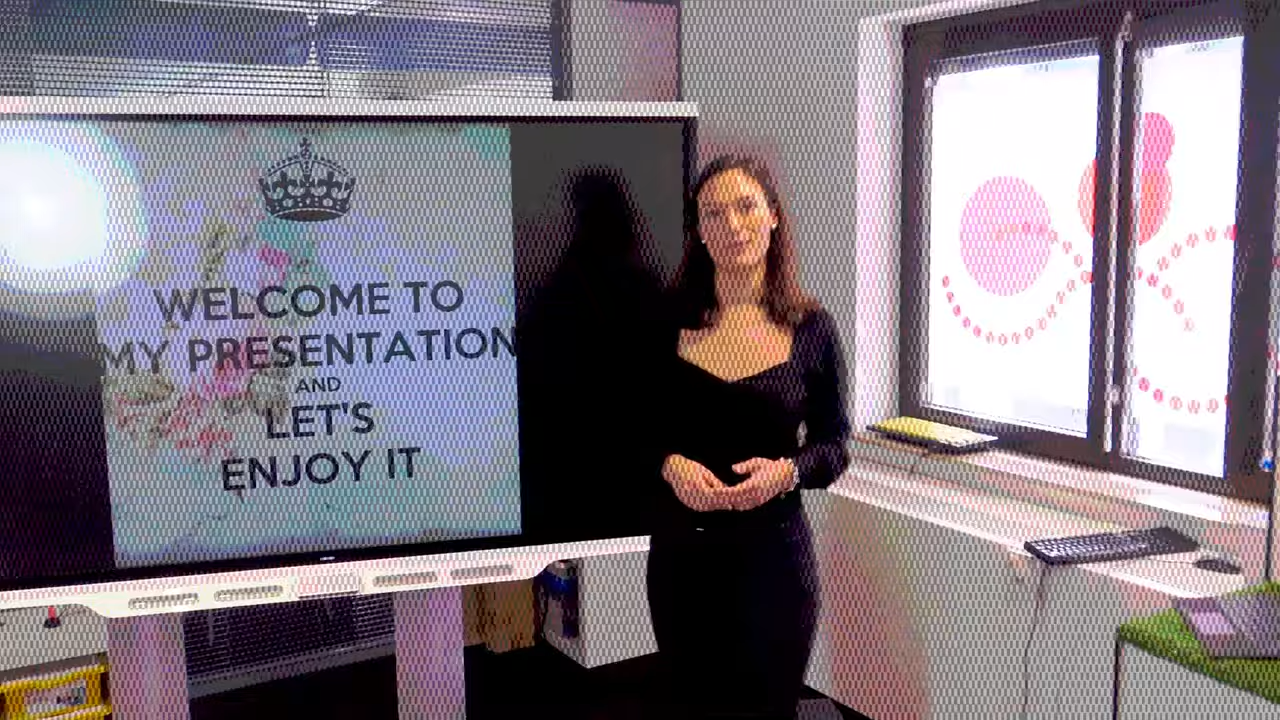 WELCOME TO
MY PRESENTATION
AND
LET'S
ENJOY IT